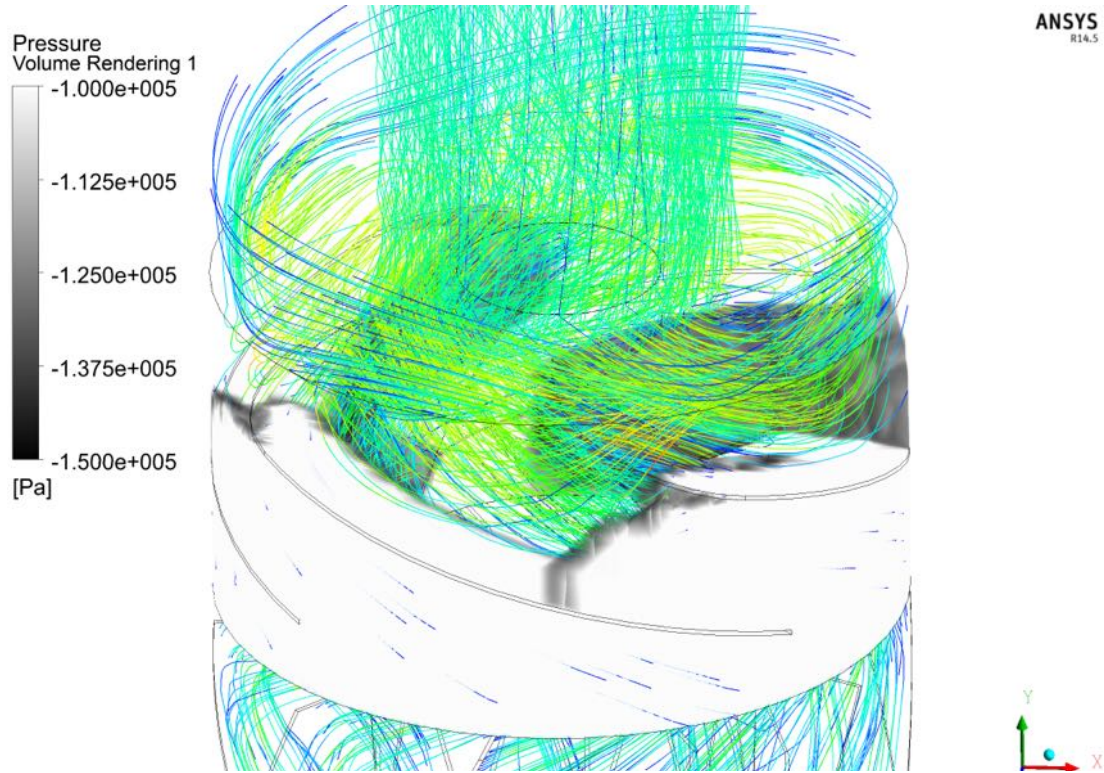 ANSYS
R14.5
Pressure
Volume Rendering 1
-1.000e+005
-1.125e+005
-1.250e+005
-1.375e+005
-1.500e+005
[Pa]
Y
X